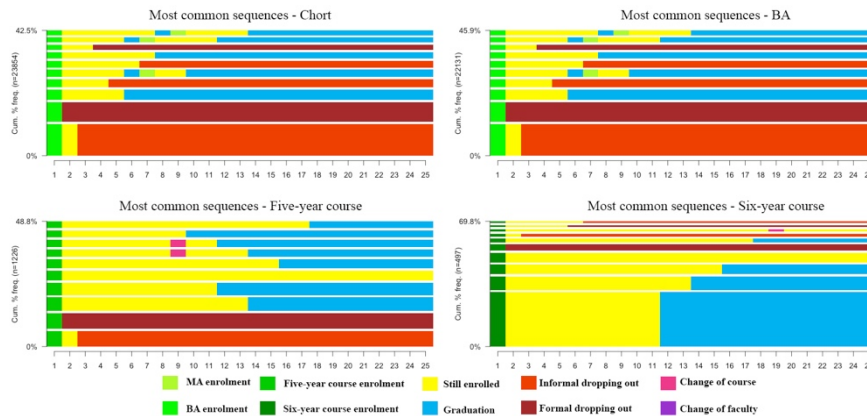 Most common sequences - Chort
42.5%
Cum. % freq. (n=23854)
0%
1 2 3 4 5 6 7 8 9 10 11 12 13 14 15 16 17 18 19 20 21 22 23 24 25
Most common sequences - BA
45.9%
Cum. % freq. (n=22131)
0%
1 2 3 4 5 6 7 8 9 10 11 12 13 14 15 16 17 18 19 20 21 22 23 24 25
Most common sequences - Five-year course
48.8%
Cum. % freq. (n=1226)
0%
1 2 3 4 5 6 7 8 9 10 11 12 13 14 15 16 17 18 19 20 21 22 23 24 25
Most common sequences - Six-year course
69.8%
Cum. % freq. (n=497)
0%
1 2 3 4 5 6 7 8 9 10 11 12 13 14 15 16 17 18 19 20 21 22 23 24 25
MA enrolment Five-year course enrolment Still enrolled Informal dropping out Change of course
BA enrolment Six-year course enrolment Graduation Formal dropping out Change of faculty